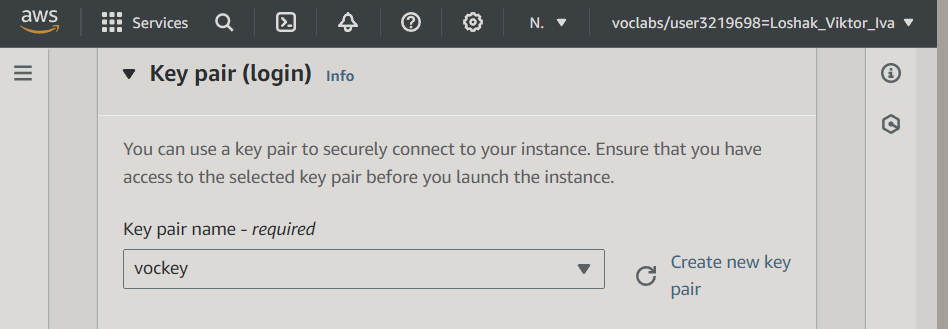 aws
Services
N.
voclabs/user3219698=Loshak_Viktor_Iva
Key pair (login) Info
You can use a key pair to securely connect to your instance. Ensure that you have
access to the selected key pair before you launch the instance.
Key pair name - required
vockey
Create new key
pair